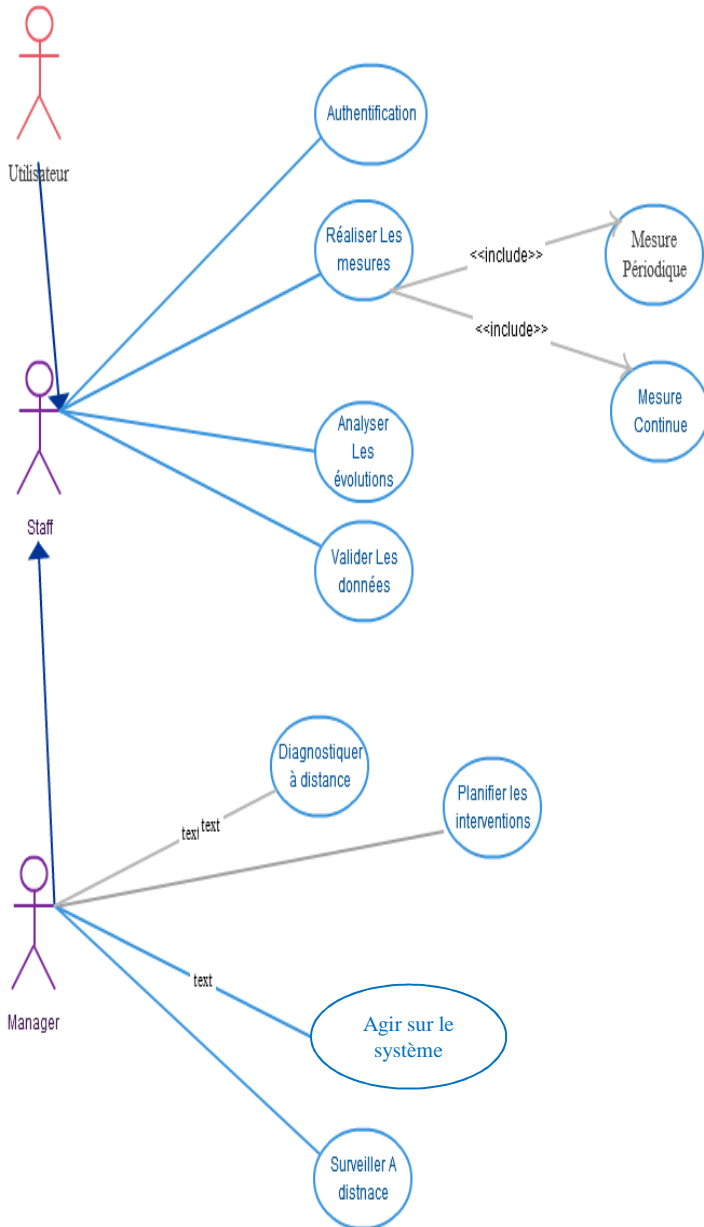 Utilisateur
Authentification
Réaliser Les
mesures
<<include>>
Mesure
Périodique
<<include>>
Mesure
Continue
Analyser
Les
évolutions
Staff
Valider Les
données
Diagnostiquer
à distance
Planifier les
interventions
text text
Manager
text
Agir sur le
système
Surveiller A
distnace